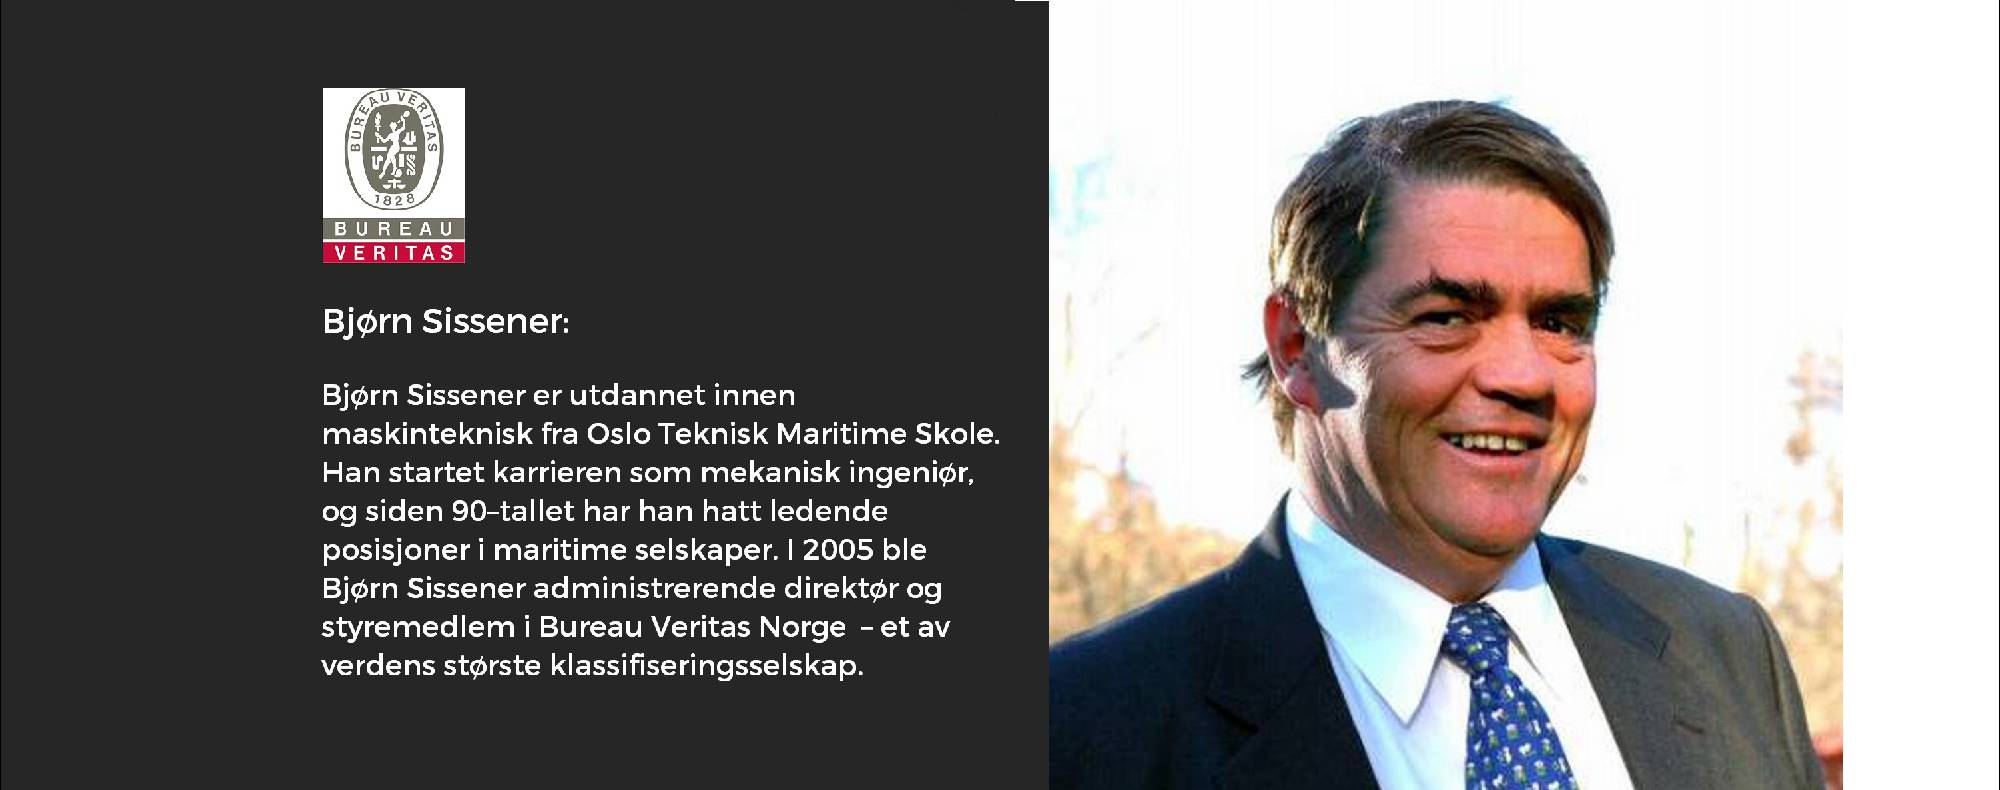 BUREAU VERITAS
1828
BUREAU
VERITAS
Bjørn Sissener:
Bjørn Sissener er utdannet innen
maskinteknisk fra Oslo Teknisk Maritime Skole.
Han startet karrieren som mekanisk ingeniør,
og siden 90-tallet har han hatt ledende
posisjoner i maritime selskaper. I 2005 ble
Bjørn Sissener administrerende direktør og
styremedlem i Bureau Veritas Norge – et av
verdens største klassifiseringsselskap.